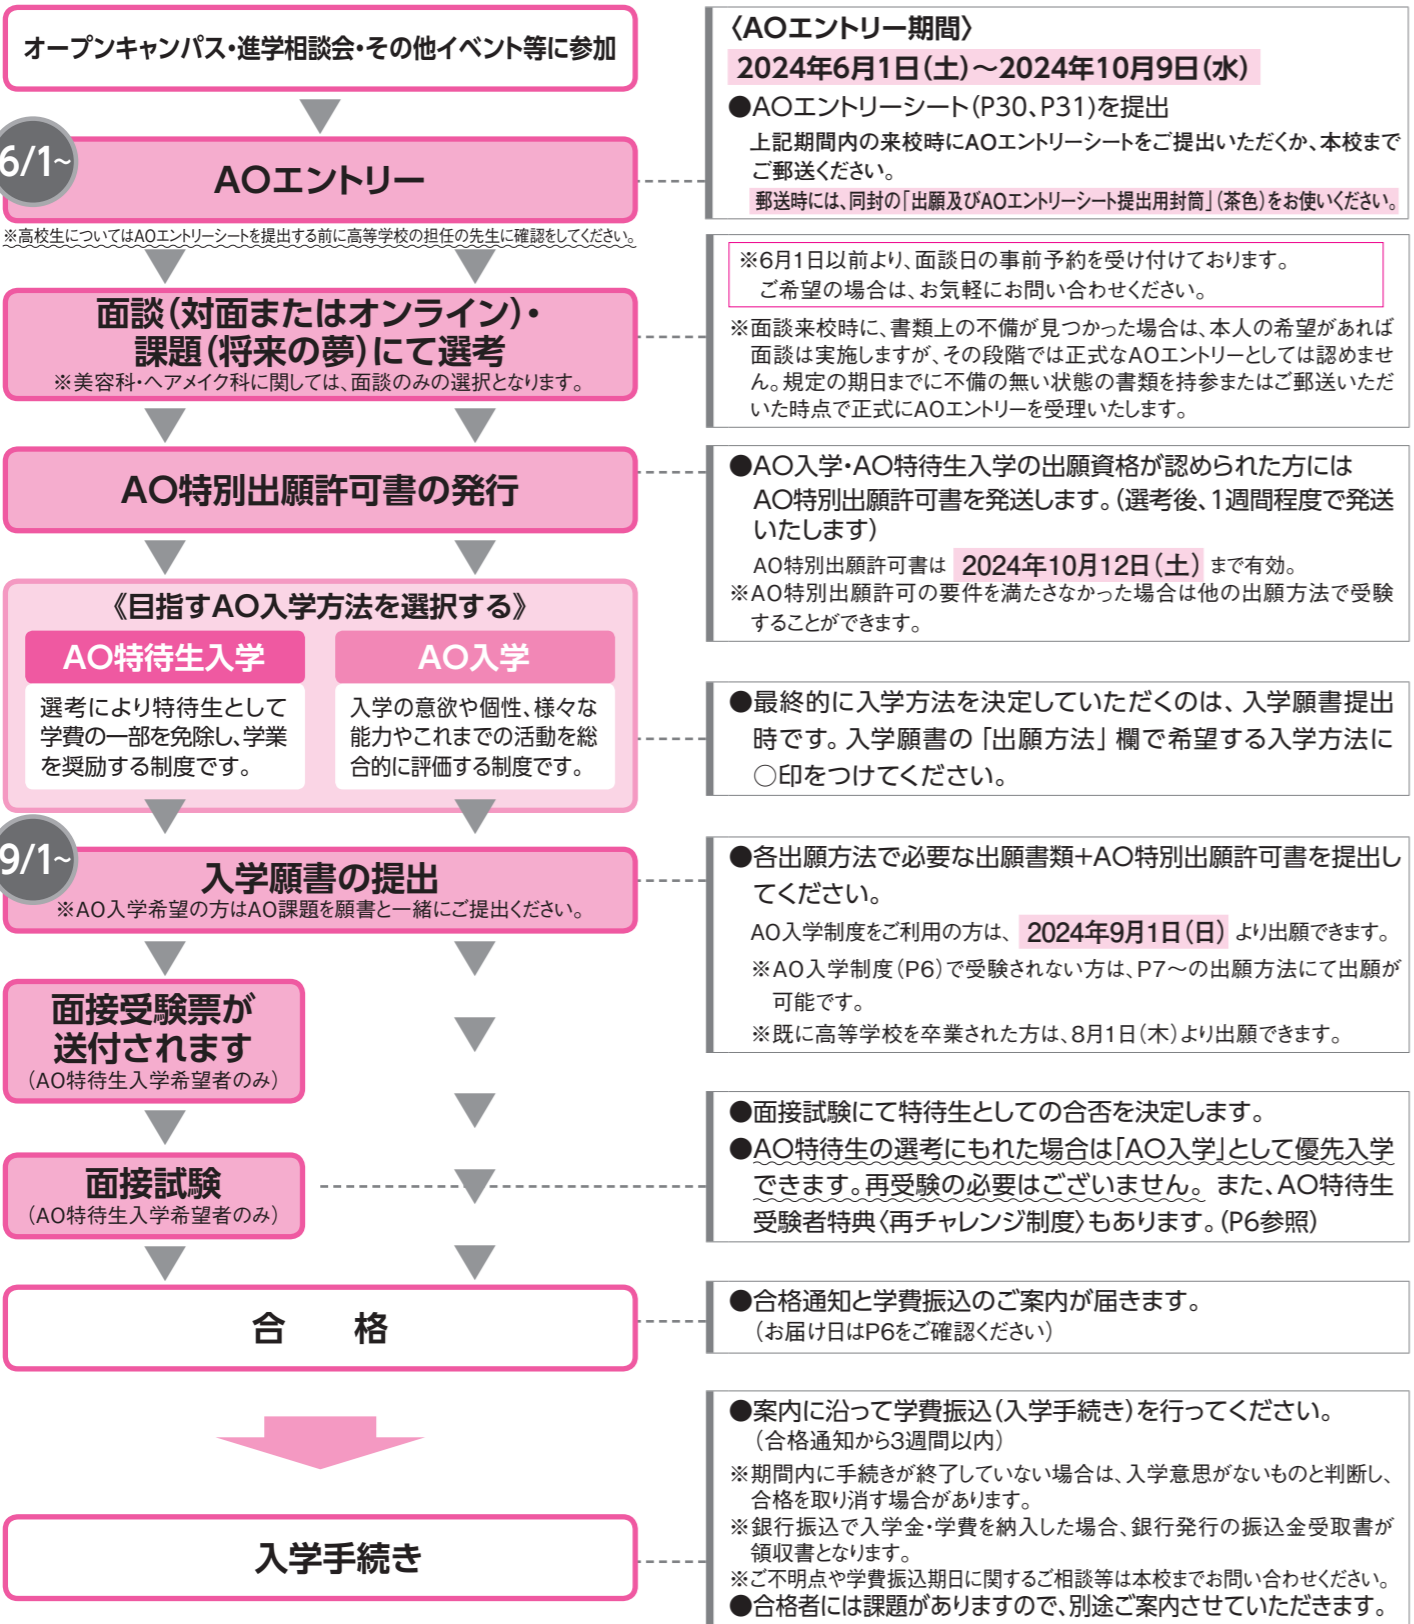 オープンキャンパス・進学相談会・その他イベント等に参加
〈AOエントリー期間〉
2024年6月1日(土)～2024年10月9日(水)
●AOエントリーシート(P30、P31)を提出
上記期間内の来校時にAOエントリーシートをご提出いただくか、本校まで
ご郵送ください。
郵送時には、同封の「出願及びAOエントリーシート提出用封筒」(茶色)をお使いください。
6/1～
AOエントリー
※高校生についてはAOエントリーシートを提出する前に高等学校の担任の先生に確認をしてください。
面談(対面またはオンライン)・
課題(将来の夢)にて選考
※美容科・ヘアメイク科に関しては、面談のみの選択となります。
※6月1日以前より、面談日の事前予約を受け付けております。
ご希望の場合は、お気軽にお問い合わせください。
※面談来校時に、書類上の不備が見つかった場合は、本人の希望があれば
面談は実施しますが、その段階では正式なAOエントリーとしては認めませ
ん。規定の期日までに不備の無い状態の書類を持参またはご郵送いただ
いた時点で正式にAOエントリーを受理いたします。
AO特別出願許可書の発行
●AO入学・AO特待生入学の出願資格が認められた方には
AO特別出願許可書を発送します。(選考後、1週間程度で発送
いたします)
AO特別出願許可書は 2024年10月12日(土) まで有効。
※AO特別出願許可の要件を満たさなかった場合は他の出願方法で受験
することができます。
《目指すAO入学方法を選択する》
AO特待生入学
選考により特待生として
学費の一部を免除し、学業
を奨励する制度です。
AO入学
入学の意欲や個性、様々な
能力やこれまでの活動を総
合的に評価する制度です。
●最終的に入学方法を決定していただくのは、入学願書提出
時です。入学願書の「出願方法」欄で希望する入学方法に
○印をつけてください。
9/1～
入学願書の提出
※AO入学希望の方はAO課題を願書と一緒にご提出ください。
●各出願方法で必要な出願書類+AO特別出願許可書を提出し
てください。
AO入学制度をご利用の方は、 2024年9月1日(日) より出願できます。
※AO入学制度(P6)で受験されない方は、P7～の出願方法にて出願が
可能です。
※既に高等学校を卒業された方は、8月1日(木)より出願できます。
面接受験票が
送付されます
(AO特待生入学希望者のみ)
面接試験
(AO特待生入学希望者のみ)
●面接試験にて特待生としての合否を決定します。
●AO特待生の選考にもれた場合は「AO入学」として優先入学
できます。再受験の必要はございません。また、AO特待生
受験者特典〈再チャレンジ制度〉もあります。(P6参照)
合　格
●合格通知と学費振込のご案内が届きます。
(お届け日はP6をご確認ください)
入学手続き
●案内に沿って学費振込(入学手続き)を行ってください。
(合格通知から3週間以内)
※期間内に手続きが終了していない場合は、入学意思がないものと判断し、
合格を取り消す場合があります。
※銀行振込で入学金・学費を納入した場合、銀行発行の振込金受取書が
領収書となります。
※ご不明点や学費振込期日に関するご相談等は本校までお問い合わせください。
●合格者には課題がありますので、別途ご案内させていただきます。